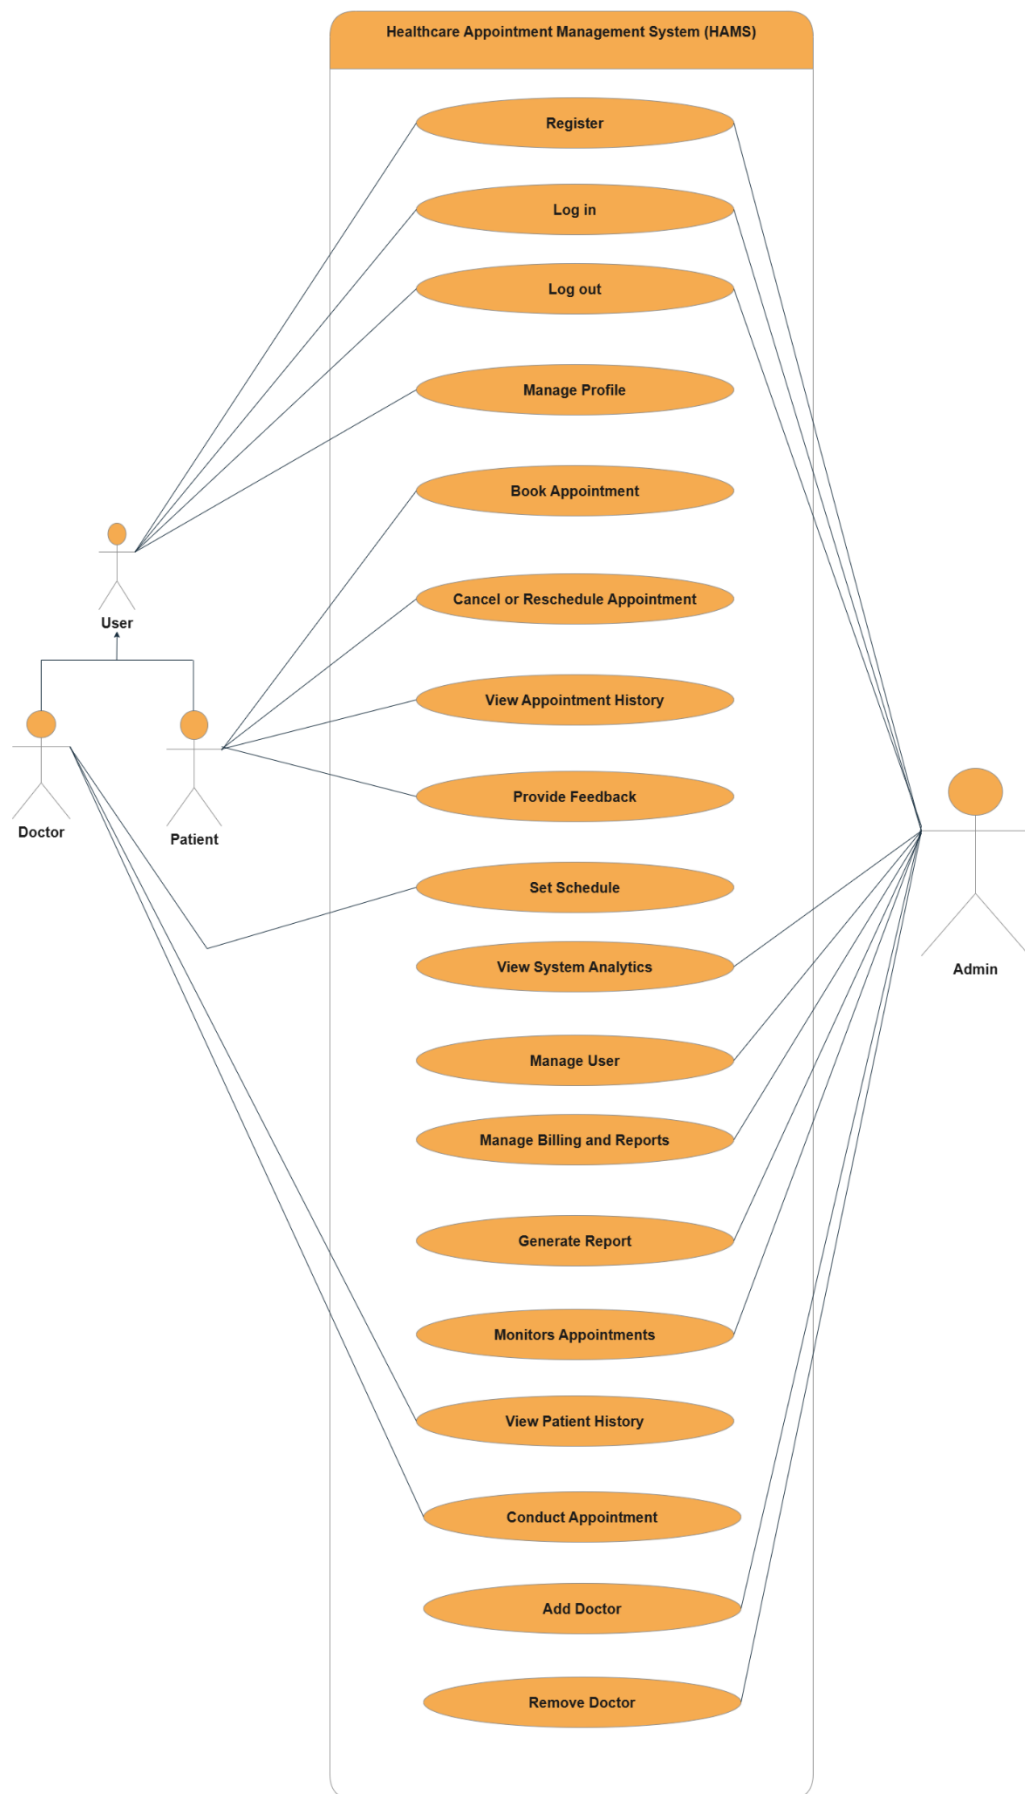 Healthcare Appointment Management System (HAMS)
Register
Log in
Log out
Manage Profile
Book Appointment
Cancel or Reschedule Appointment
User
View Appointment History
Provide Feedback
Doctor
Patient
Set Schedule
View System Analytics
Admin
Manage User
Manage Billing and Reports
Generate Report
Monitors Appointments
View Patient History
Conduct Appointment
Add Doctor
Remove Doctor